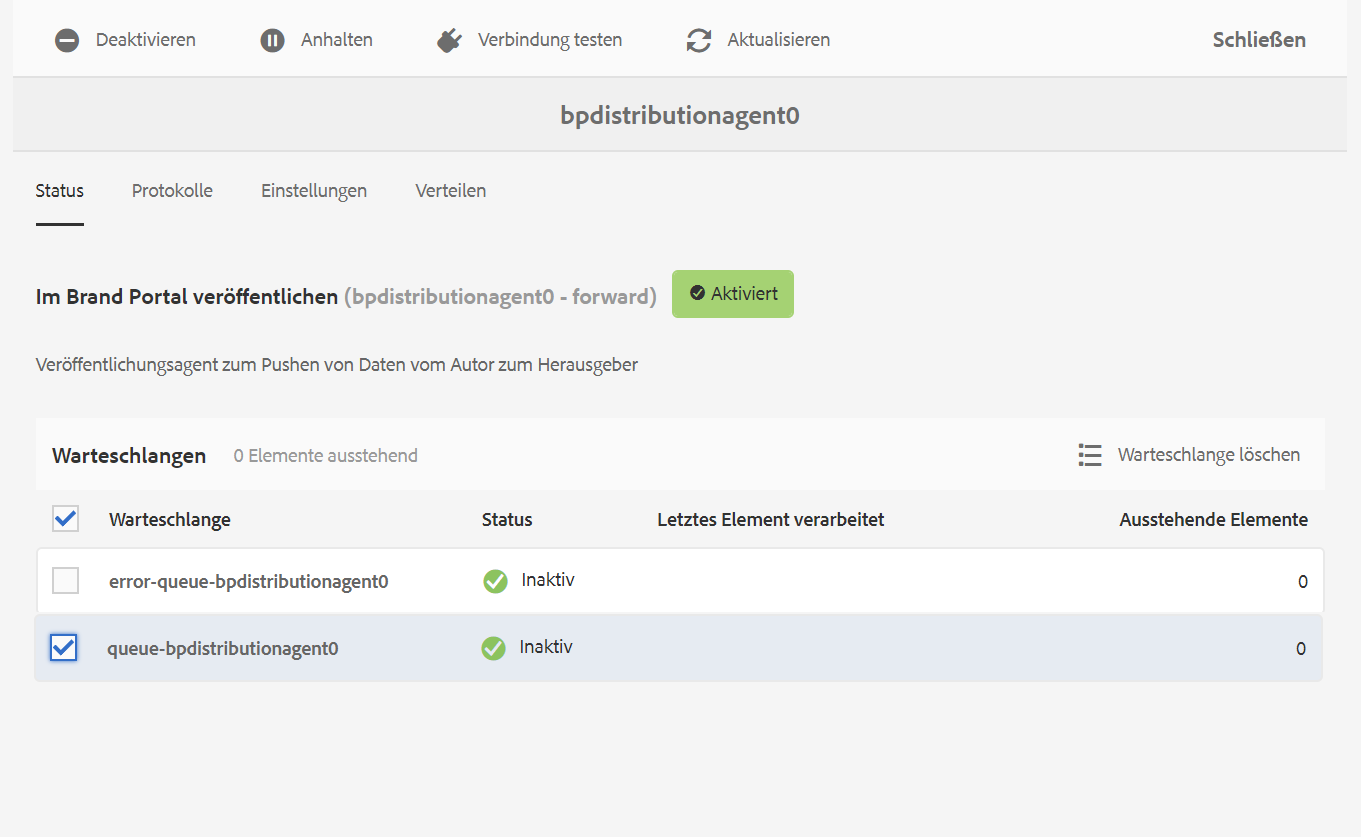 Deaktivieren Anhalten Verbindung testen Aktualisieren Schließen
bpdistributionagent0
Status Protokolle Einstellungen Verteilen
Im Brand Portal veröffentlichen (bpdistributionagent0 - forward) Aktiviert
Veröffentlichungsagent zum Pushen von Daten vom Autor zum Herausgeber
Warteschlangen 0 Elemente ausstehend Warteschlange löschen
Warteschlange Status Letztes Element verarbeitet Ausstehende Elemente
error-queue-bpdistributionagent0 Inaktiv 0
queue-bpdistributionagent0 Inaktiv 0